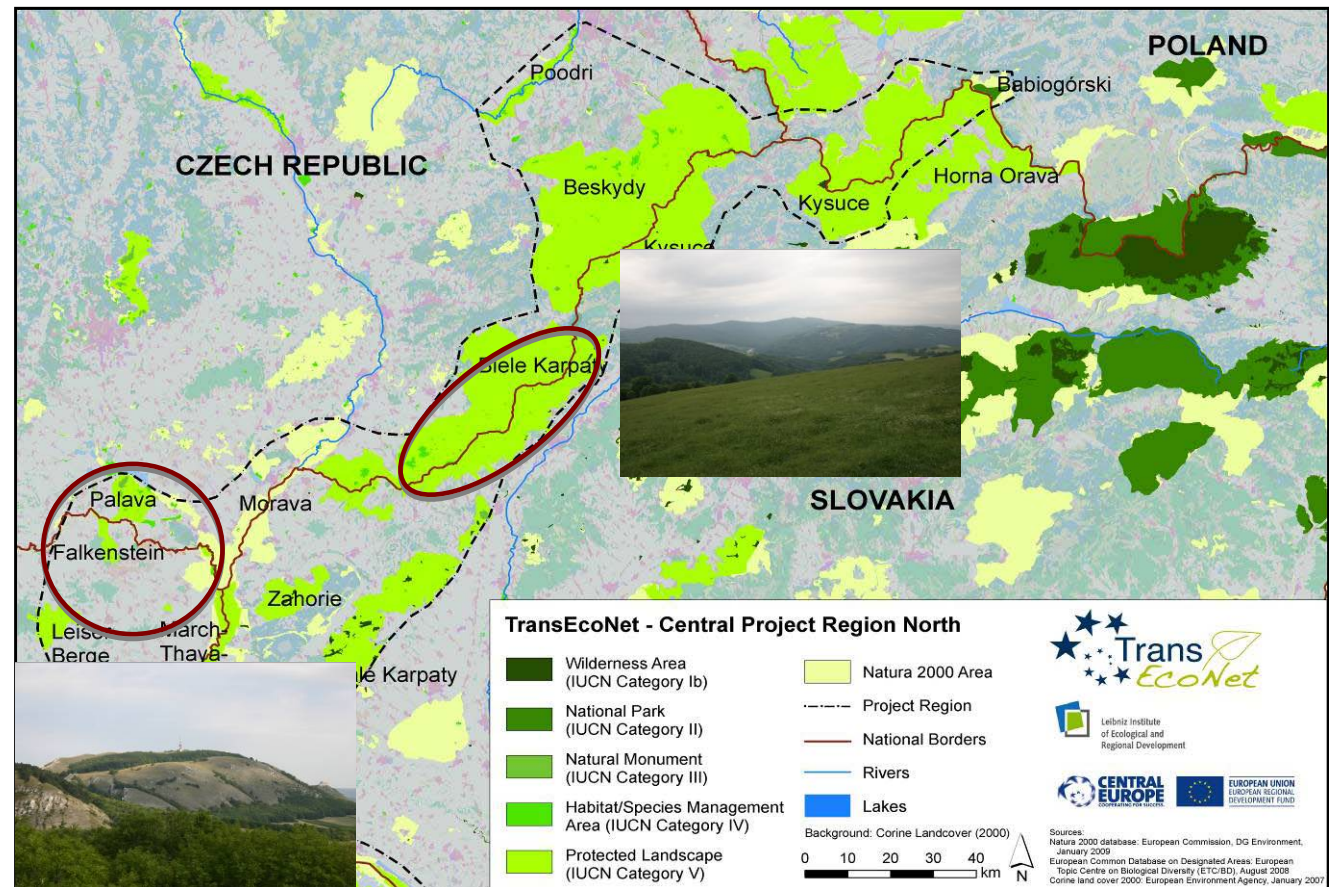 POLAND
Poodri
Babiogórski
CZECH REPUBLIC
Beskydy
Horna Orava
Kysuce
Kysuce
Biele Karpat
SLOVAKIA
Palava
Morava
Falkenstein
Zahorie
Leiser
Berge
March-
Thaya-
le Karpaty
TransEcoNet - Central Project Region North
Wilderness Area
(IUCN Category Ib)
National Park
(IUCN Category II)
Natural Monument
(IUCN Category III)
Habitat/Species Management
Area (IUCN Category IV)
Protected Landscape
(IUCN Category V)
Natura 2000 Area
Project Region
National Borders
Rivers
Lakes
Background: Corine Landcover (2000)
0 10 20 30 40
km
N
Trans
EcoNet
Leibniz Institute
of Ecological and
Regional Development
CENTRAL
EUROPE
COOPERATING FOR SUCCESS.
EUROPEAN UNION
EUROPEAN REGIONAL
DEVELOPMENT FUND
Sources:
Natura 2000 database: European Commission, DG Environment,
January 2009
European Common Database on Designated Areas: European
Topic Centre on Biological Diversity (ETC/BD), August 2008
Corine land cover 2000: European Environment Agency, January 2007